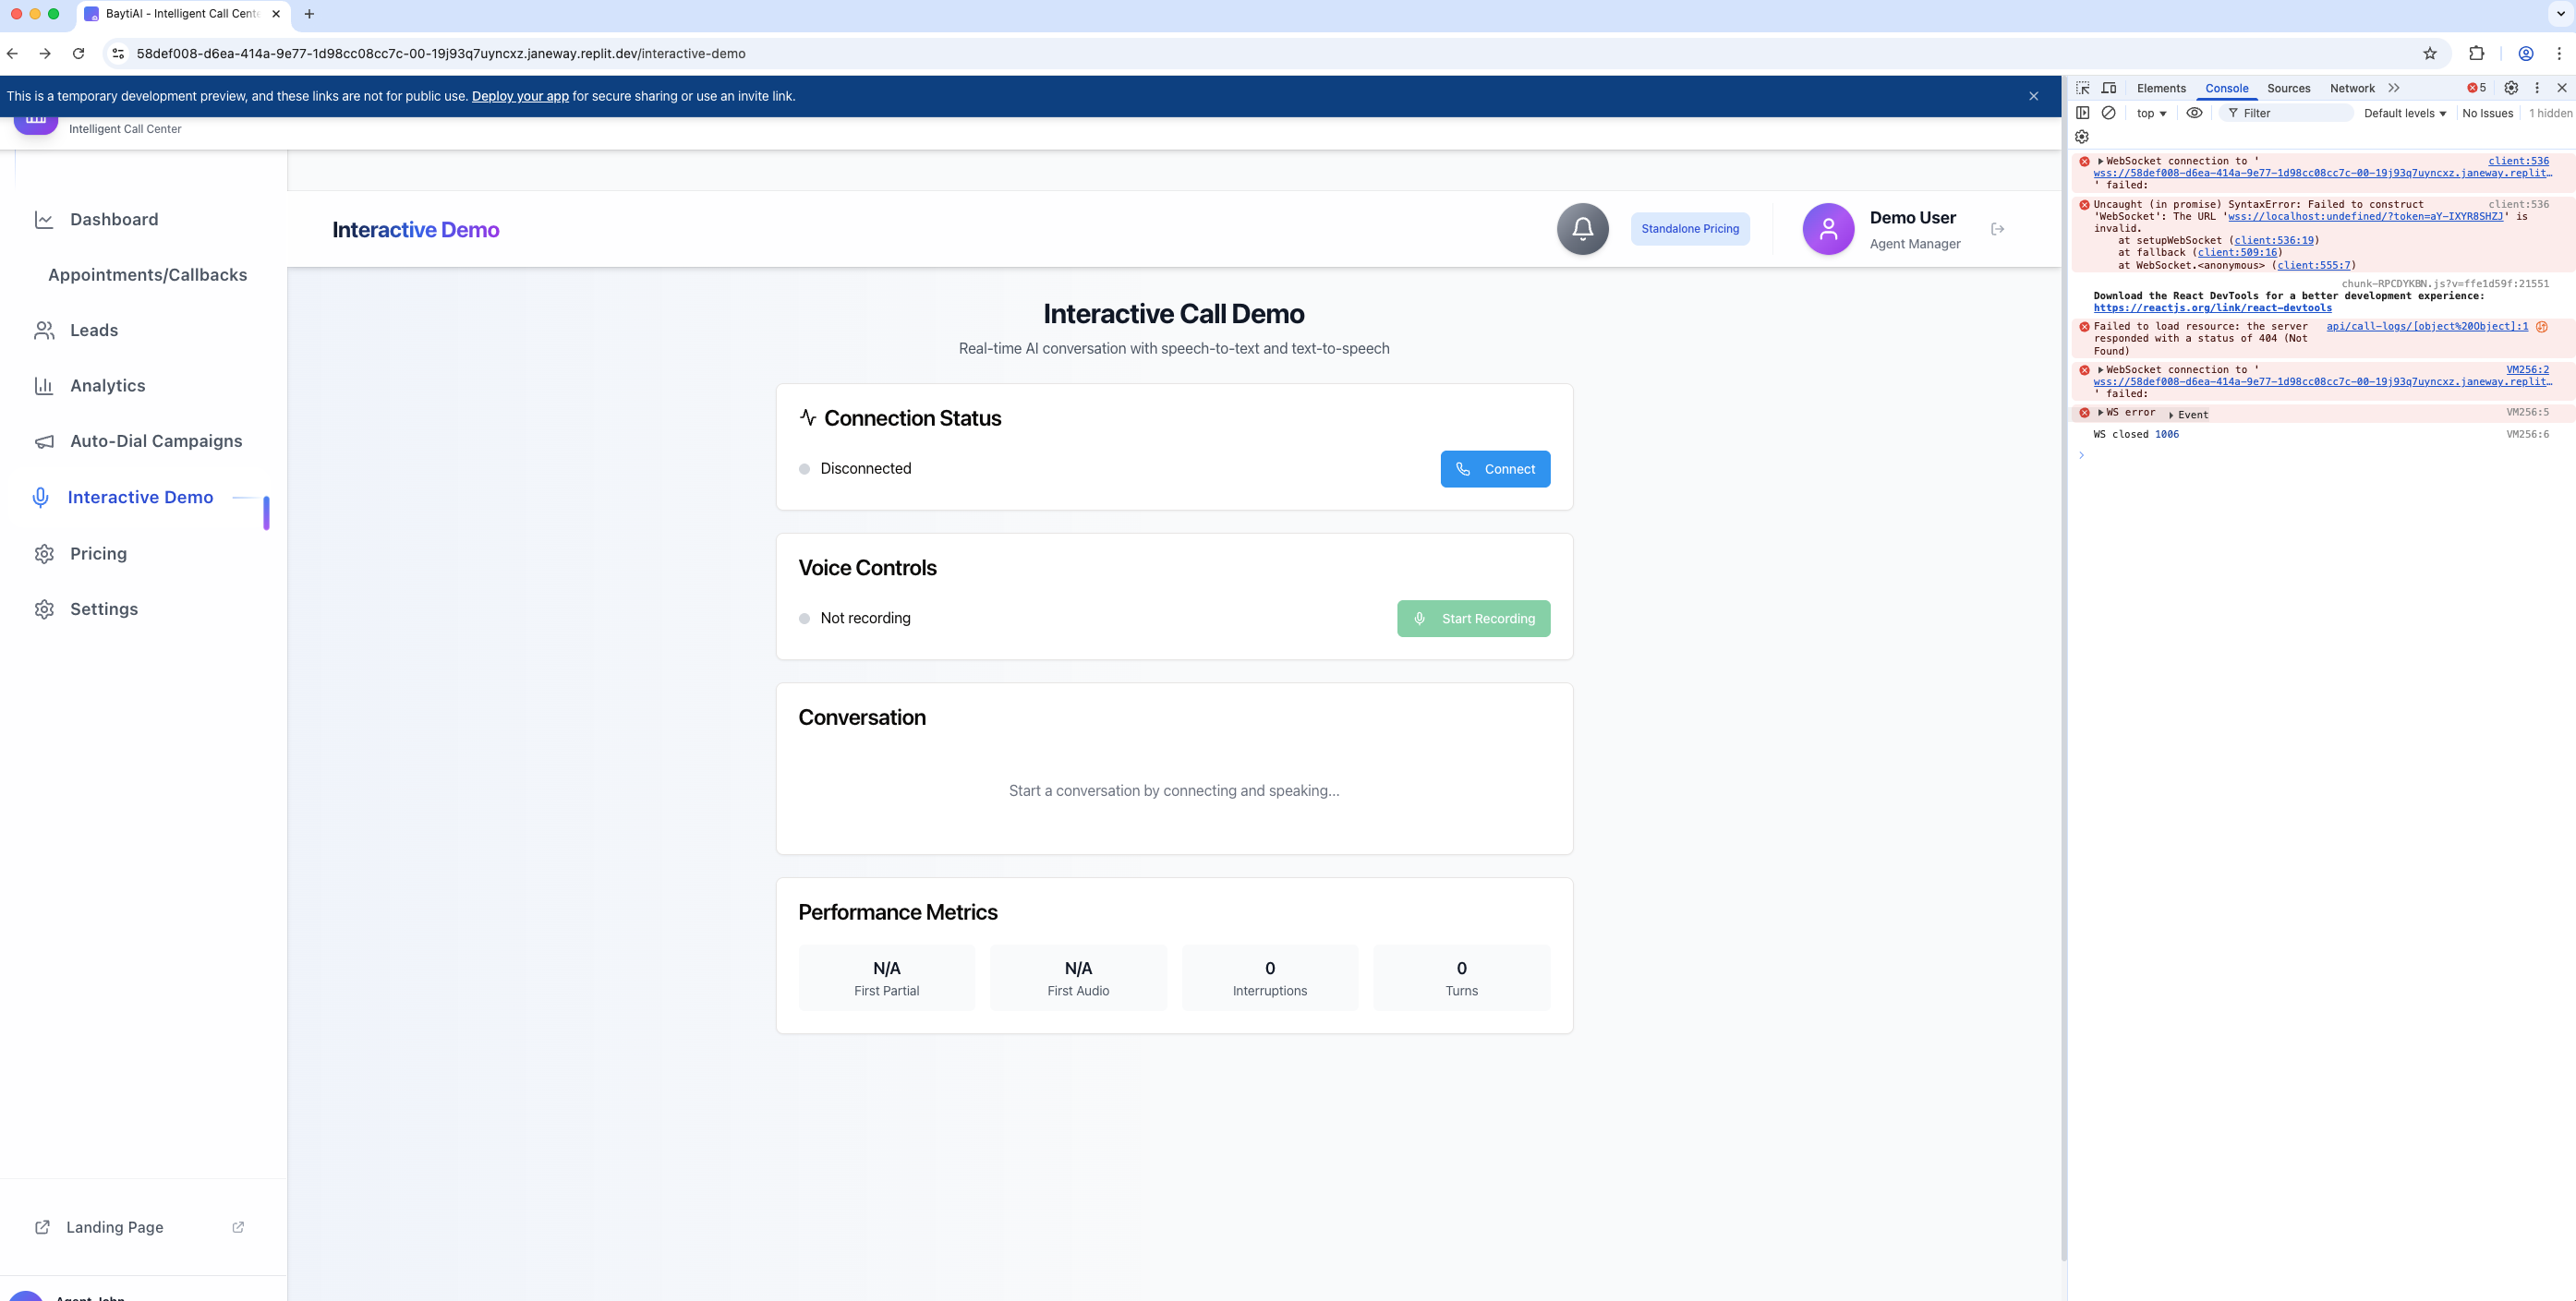 BaytiAI - Intelligent Call Cent
58def008-d6ea-414a-9e77-1d98cc08cc7c-00-19j93q7uyncxz.janeway.replit.dev/interactive-demo
This is a temporary development preview, and these links are not for public use. Deploy your app for secure sharing or use an invite link.
Intelligent Call Center
Dashboard
Appointments/Callbacks
Leads
Analytics
Auto-Dial Campaigns
Interactive Demo
Pricing
Settings
Landing Page
Agent John
Interactive Demo
Standalone Pricing
Demo User
Agent Manager
Interactive Call Demo
Real-time AI conversation with speech-to-text and text-to-speech
Connection Status
Disconnected
Connect
Voice Controls
Not recording
Start Recording
Conversation
Start a conversation by connecting and speaking...
Performance Metrics
N/A
First Partial
N/A
First Audio
0
Interruptions
0
Turns
Elements Console Sources Network 5
top Filter Default levels No Issues 1 hidden
WebSocket connection to ' client:536
wss://58def008-d6ea-414a-9e77-1d98cc08cc7c-00-19j93q7uyncxz.janeway.replit…
' failed:
Uncaught (in promise) SyntaxError: Failed to construct client:536
'WebSocket': The URL 'wss://localhost:undefined/?token=aY-IXYR8SHZJ' is
invalid.
at setupWebSocket (client:536:19)
at fallback (client:509:16)
at WebSocket.<anonymous> (client:555:7)
chunk-RPCDYKBN.js?v=ffe1d59f:21551
Download the React DevTools for a better development experience:
https://reactjs.org/link/react-devtools
Failed to load resource: the server api/call-logs/[object%20Object]:1
responded with a status of 404 (Not
Found)
WebSocket connection to ' VM256:2
wss://58def008-d6ea-414a-9e77-1d98cc08cc7c-00-19j93q7uyncxz.janeway.replit…
' failed:
WS error Event VM256:5
WS closed 1006 VM256:6